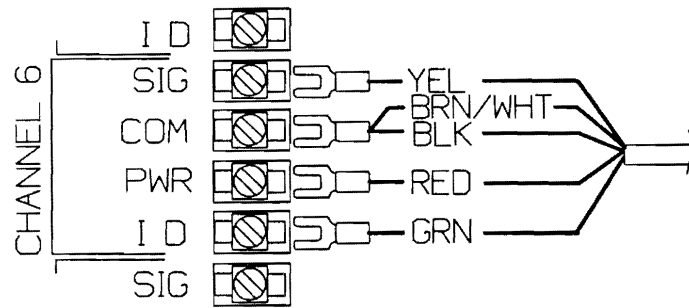 I D
SIG
YEL
BRN/WHT
COM
BLK
PWR
RED
I D
GRN
SIG
CHANNEL 6